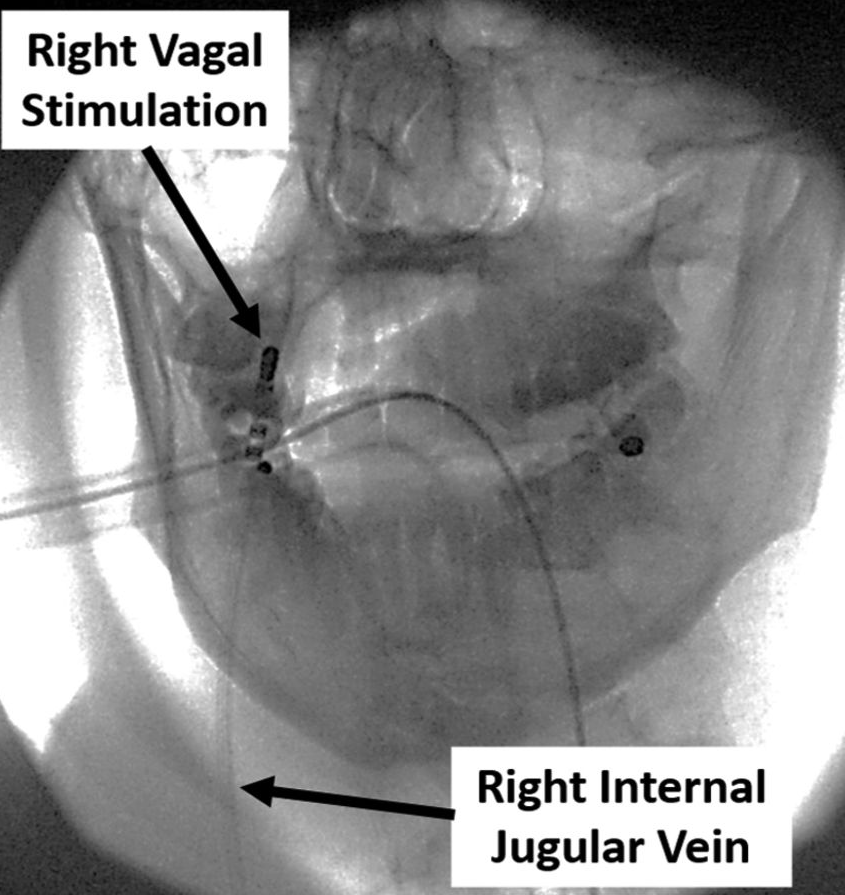 Right Vagal
Stimulation
Right Internal
Jugular Vein